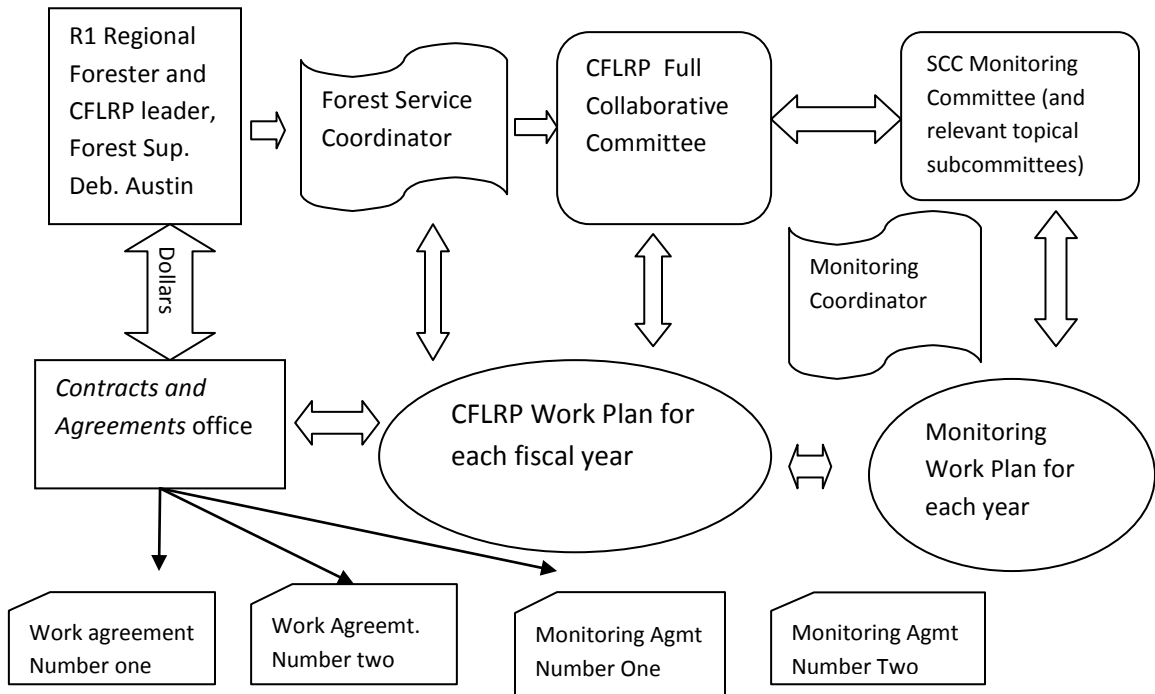 R1 Regional
Forester and
CFLRP leader,
Forest Sup.
Deb. Austin
Forest Service
Coordinator
CFLRP Full
Collaborative
Committee
SCC Monitoring
Committee (and
relevant topical
subcommittees)
Dollars
Monitoring
Coordinator
Contracts and
Agreements office
CFLRP Work Plan for
each fiscal year
Monitoring
Work Plan for
each year
Work agreement
Number one
Work Agreemt.
Number two
Monitoring Agmt
Number One
Monitoring Agmt
Number Two